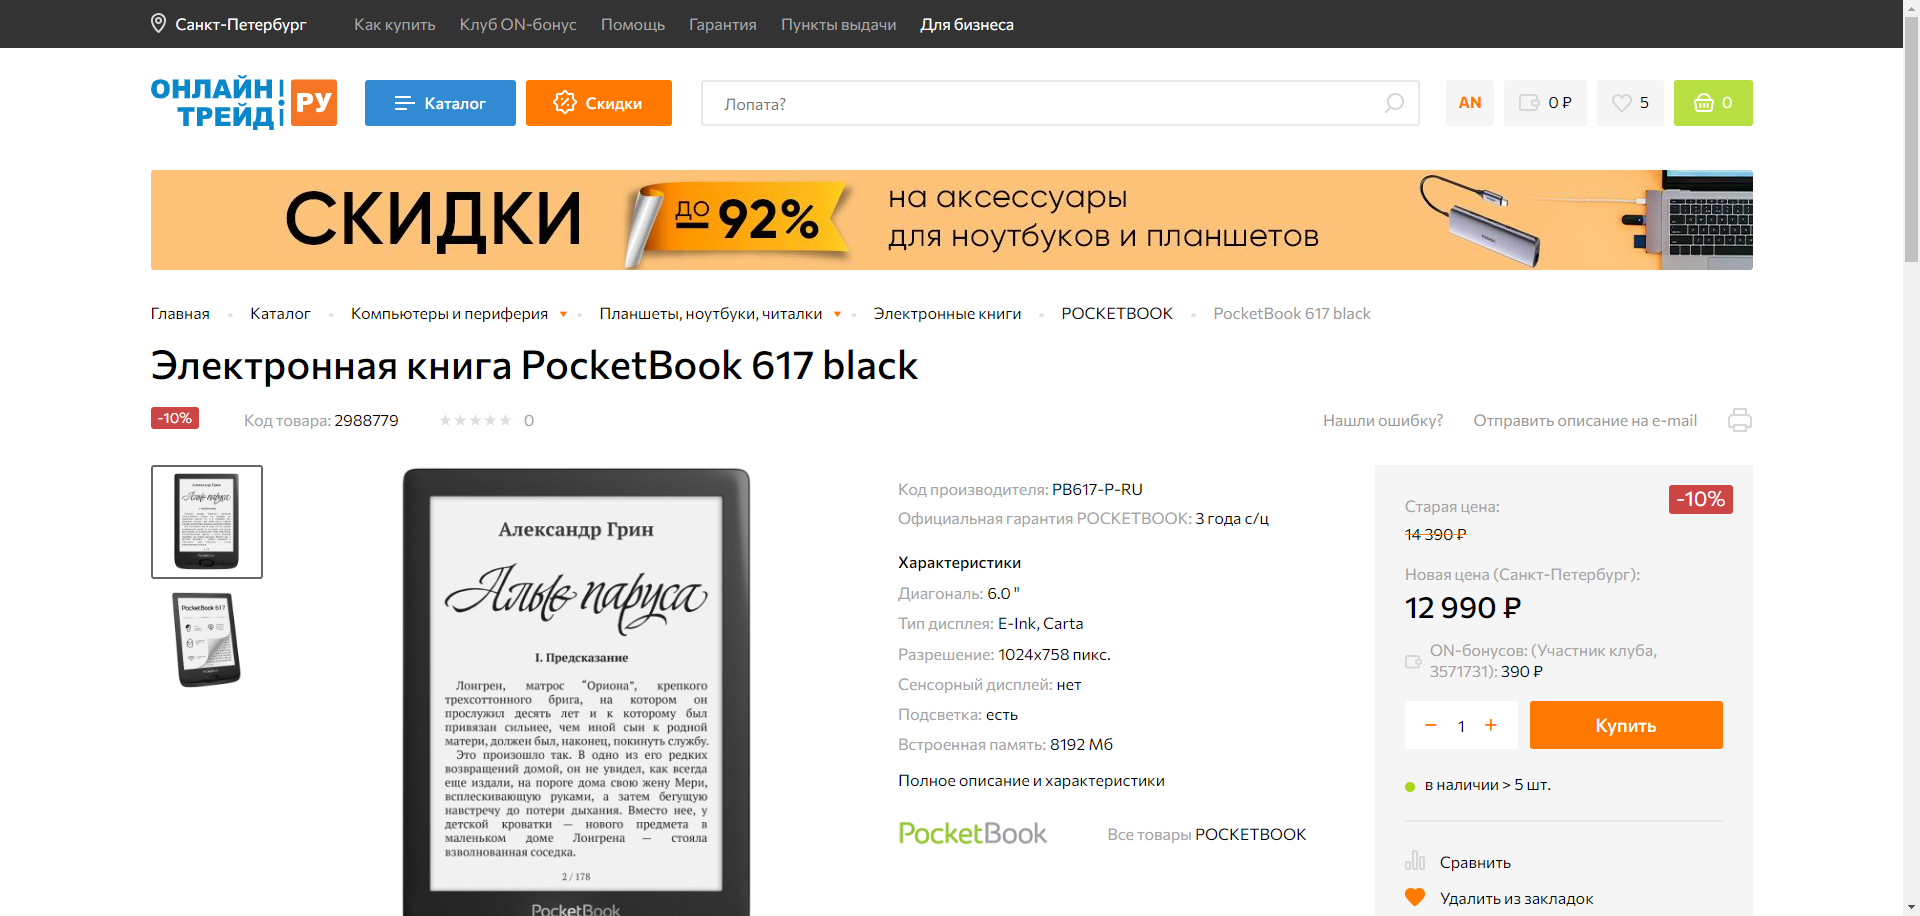 Санкт-Петербург Как купить Клуб ON-бонус Помощь Гарантия Пункты выдачи Для бизнеса
ОНЛАЙН
ТРЕЙД
РУ
Каталог
Скидки
Лопата?
AN
0 ₽
5
0
СКИДКИ
ДО 92%
на аксессуары
для ноутбуков и планшетов
Главная Каталог Компьютеры и периферия Планшеты, ноутбуки, читалки Электронные книги POCKETBOOK PocketBook 617 black
Электронная книга PocketBook 617 black
-10% Код товара: 2988779 0 Нашли ошибку? Отправить описание на e-mail
Александр Грин
Алые паруса
I. Предсказание
Лонгрен, матрос “Ориона”, крепкого
трехсоттонного брига, на котором он
прослужил десять лет и к которому был
привязан сильнее, чем иной сын к родной
матери, должен был, наконец, покинуть службу.
Это произошло так. В одно из его редких
возвращений домой, он не увидел, как всегда
еще издали, на пороге дома свою жену Мери,
всплескивающую руками, а затем бегущую
навстречу до потери дыхания. Вместо нее, у
детской кроватки — нового предмета в
маленьком доме Лонгрена — стояла
взволнованная соседка.
2 / 178
PocketBook
PocketBook 617
Код производителя: PB617-P-RU
Официальная гарантия POCKETBOOK: 3 года с/ц
Характеристики
Диагональ: 6.0 "
Тип дисплея: E-Ink, Carta
Разрешение: 1024x758 пикс.
Сенсорный дисплей: нет
Подсветка: есть
Встроенная память: 8192 Мб
Полное описание и характеристики
PocketBook Все товары POCKETBOOK
Старая цена: -10%
14 390 ₽
Новая цена (Санкт-Петербург):
12 990 ₽
ON-бонусов: (Участник клуба,
3571731): 390 ₽
− 1 + Купить
в наличии > 5 шт.
Сравнить
Удалить из закладок